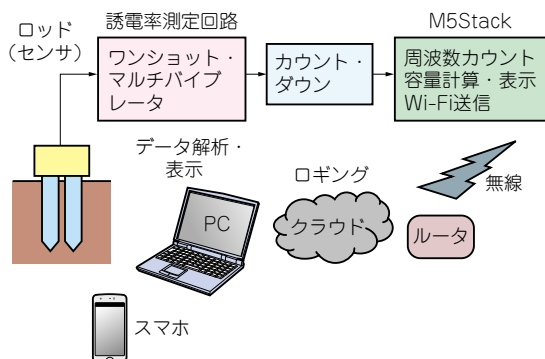 ロッド
（センサ）
誘電率測定回路
M5Stack
ワンショット・
マルチバイブ
レータ
カウント・
ダウン
周波数カウント
容量計算・表示
Wi-Fi送信
データ解析・
表示
ロギング
無線
PC
クラウド
ルータ
スマホ